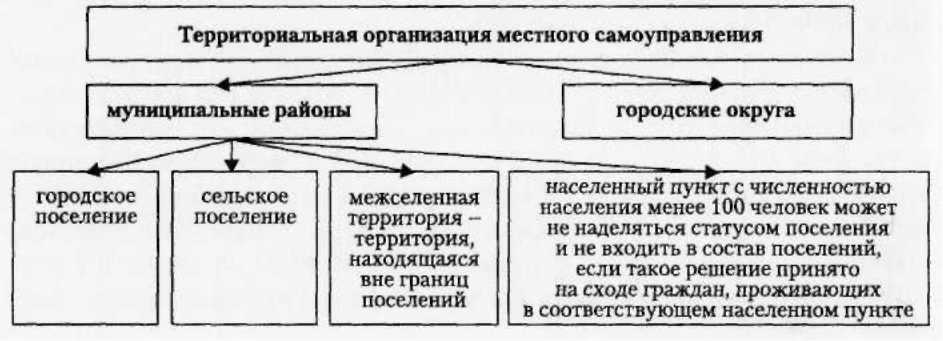 Территориальная организация местного самоуправления
муниципальные районы
городские округа
городское
поселение
сельское
поселение
межселенная
территория –
территория,
находящаяся
вне границ
поселений
населенный пункт с численностью
населения менее 100 человек может
не наделяться статусом поселения
и не входить в состав поселений,
если такое решение принято
на сходе граждан, проживающих
в соответствующем населенном пункте